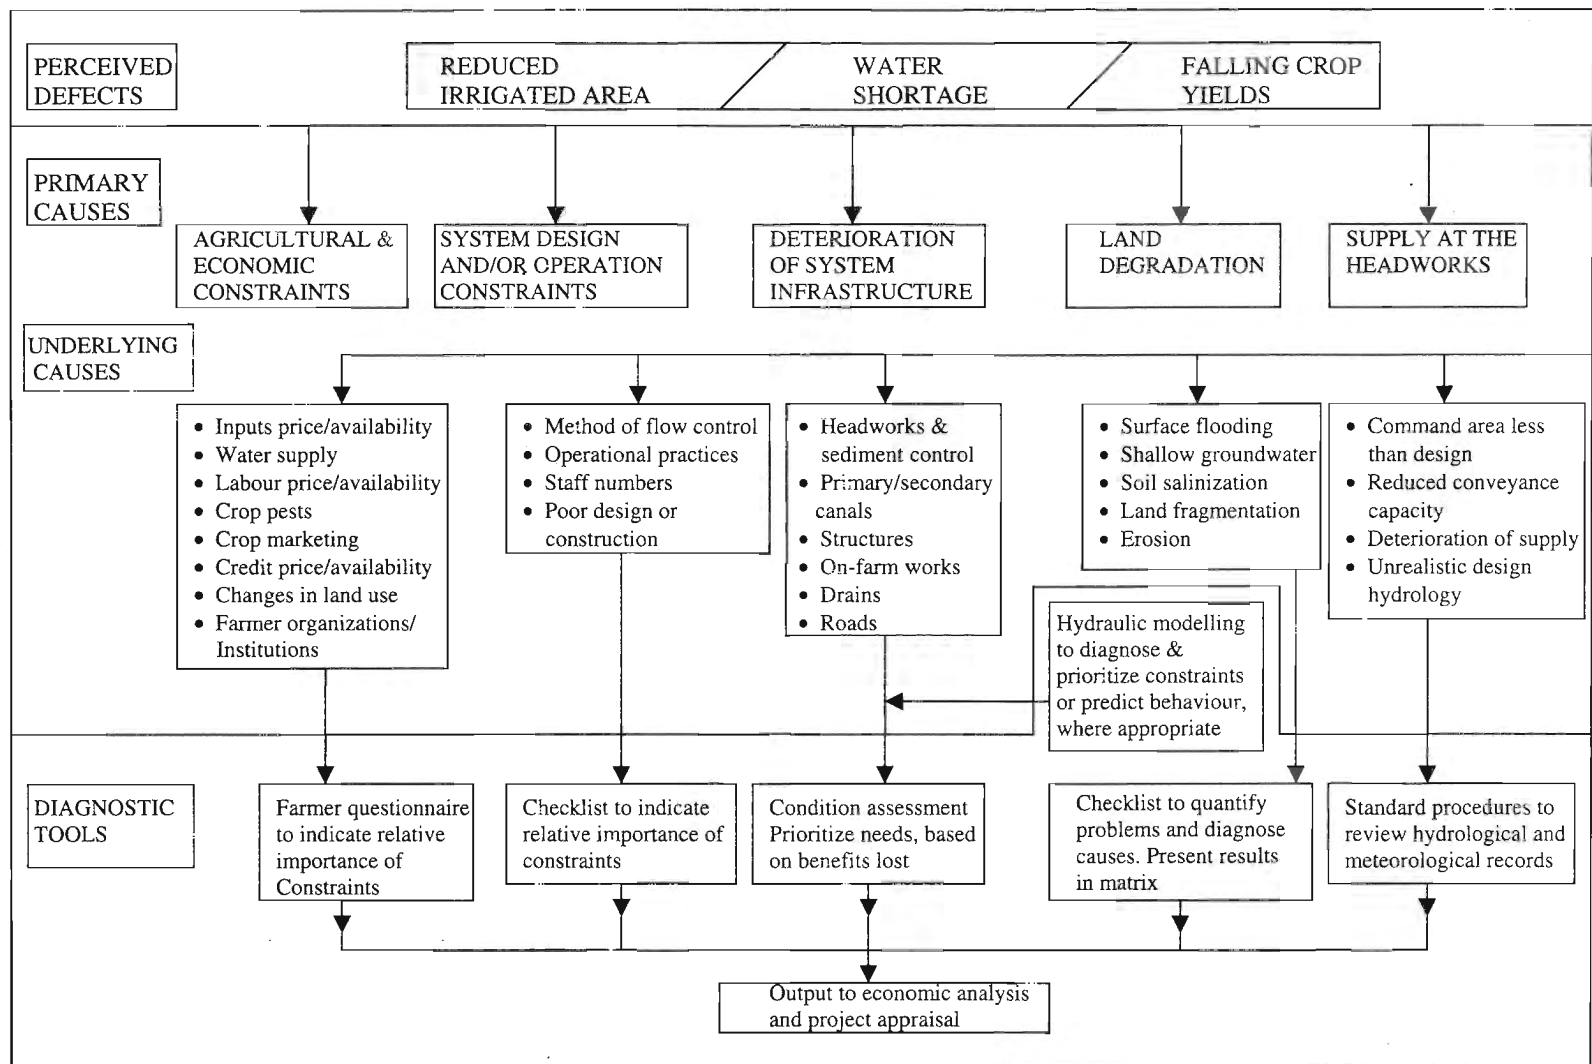 PERCEIVED
DEFECTS
REDUCED
IRRIGATED AREA
WATER
SHORTAGE
FALLING CROP
YIELDS
PRIMARY
CAUSES
AGRICULTURAL &
ECONOMIC
CONSTRAINTS
SYSTEM DESIGN
AND/OR OPERATION
CONSTRAINTS
DETERIORATION
OF SYSTEM
INFRASTRUCTURE
LAND
DEGRADATION
SUPPLY AT THE
HEADWORKS
UNDERLYING
CAUSES
• Inputs price/availability
• Water supply
• Labour price/availability
• Crop pests
• Crop marketing
• Credit price/availability
• Changes in land use
• Farmer organizations/
Institutions
• Method of flow control
• Operational practices
• Staff numbers
• Poor design or
construction
• Headworks &
sediment control
• Primary/secondary
canals
• Structures
• On-farm works
• Drains
• Roads
• Surface flooding
• Shallow groundwater
• Soil salinization
• Land fragmentation
• Erosion
• Command area less
than design
• Reduced conveyance
capacity
• Deterioration of supply
• Unrealistic design
hydrology
Hydraulic modelling
to diagnose &
prioritize constraints
or predict behaviour,
where appropriate
DIAGNOSTIC
TOOLS
Farmer questionnaire
to indicate relative
importance of
Constraints
Checklist to indicate
relative importance of
constraints
Condition assessment
Prioritize needs, based
on benefits lost
Checklist to quantify
problems and diagnose
causes. Present results
in matrix
Standard procedures to
review hydrological and
meteorological records
Output to economic analysis
and project appraisal